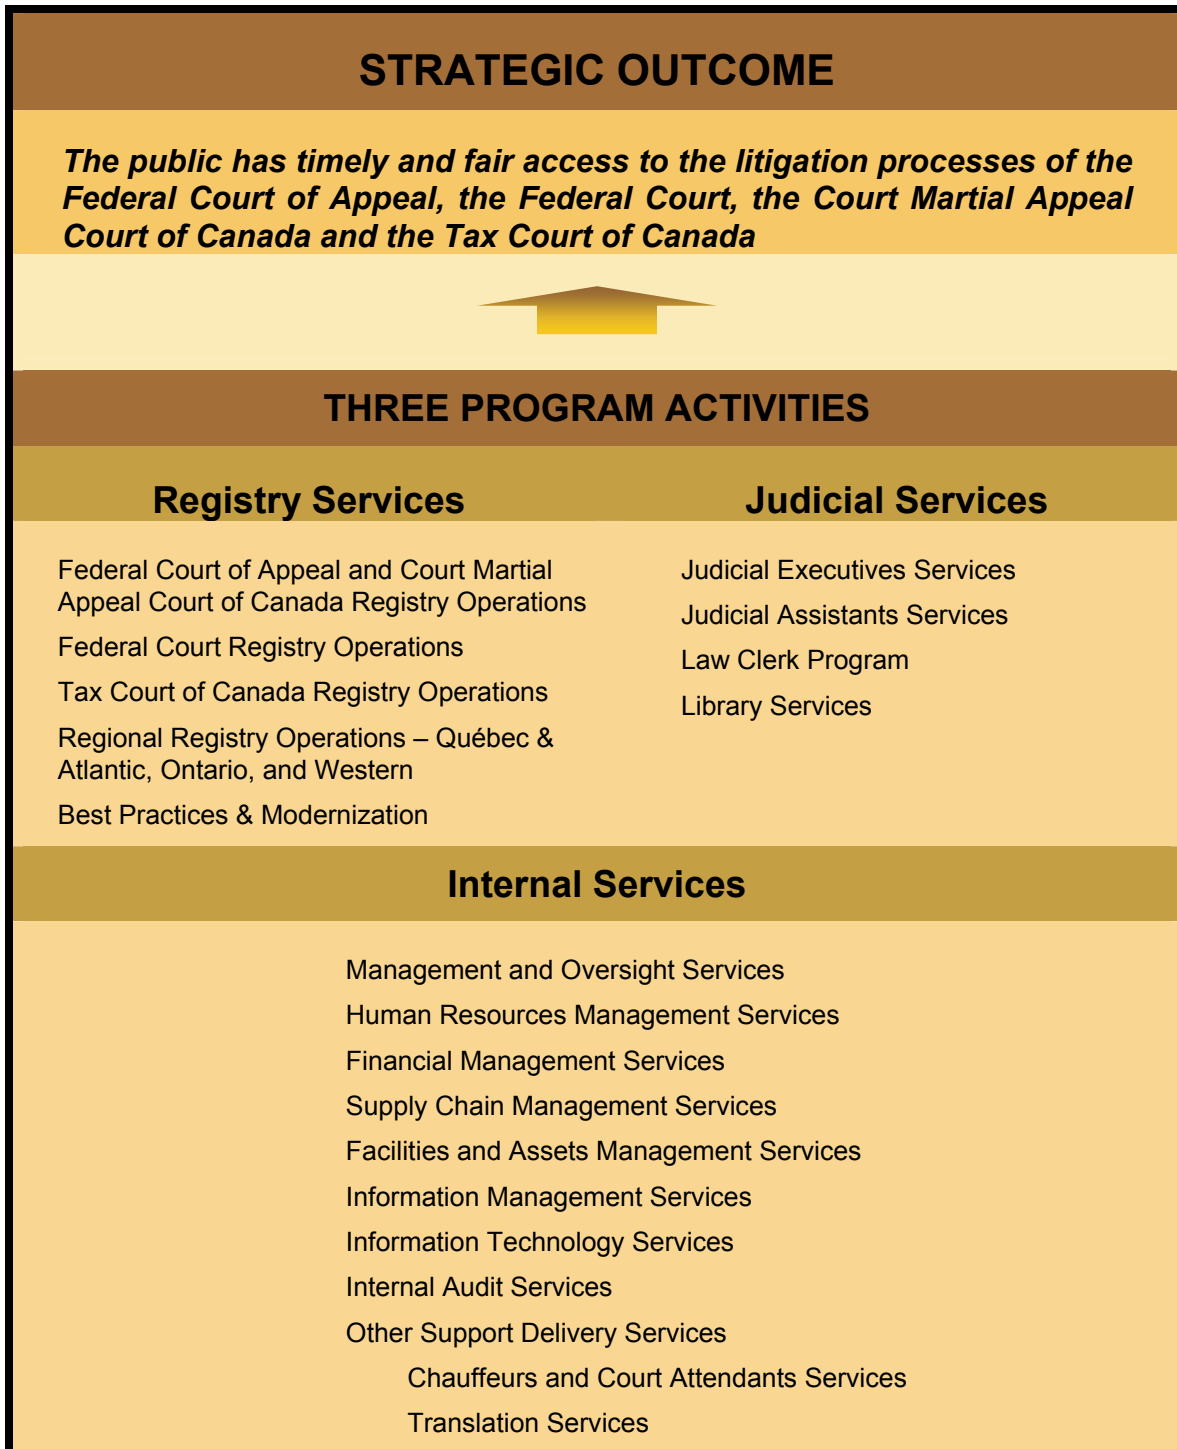 STRATEGIC OUTCOME
The public has timely and fair access to the litigation processes of the
Federal Court of Appeal, the Federal Court, the Court Martial Appeal
Court of Canada and the Tax Court of Canada
THREE PROGRAM ACTIVITIES
Registry Services
Federal Court of Appeal and Court Martial
Appeal Court of Canada Registry Operations
Federal Court Registry Operations
Tax Court of Canada Registry Operations
Regional Registry Operations – Québec &
Atlantic, Ontario, and Western
Best Practices & Modernization
Judicial Services
Judicial Executives Services
Judicial Assistants Services
Law Clerk Program
Library Services
Internal Services
Management and Oversight Services
Human Resources Management Services
Financial Management Services
Supply Chain Management Services
Facilities and Assets Management Services
Information Management Services
Information Technology Services
Internal Audit Services
Other Support Delivery Services
Chauffeurs and Court Attendants Services
Translation Services